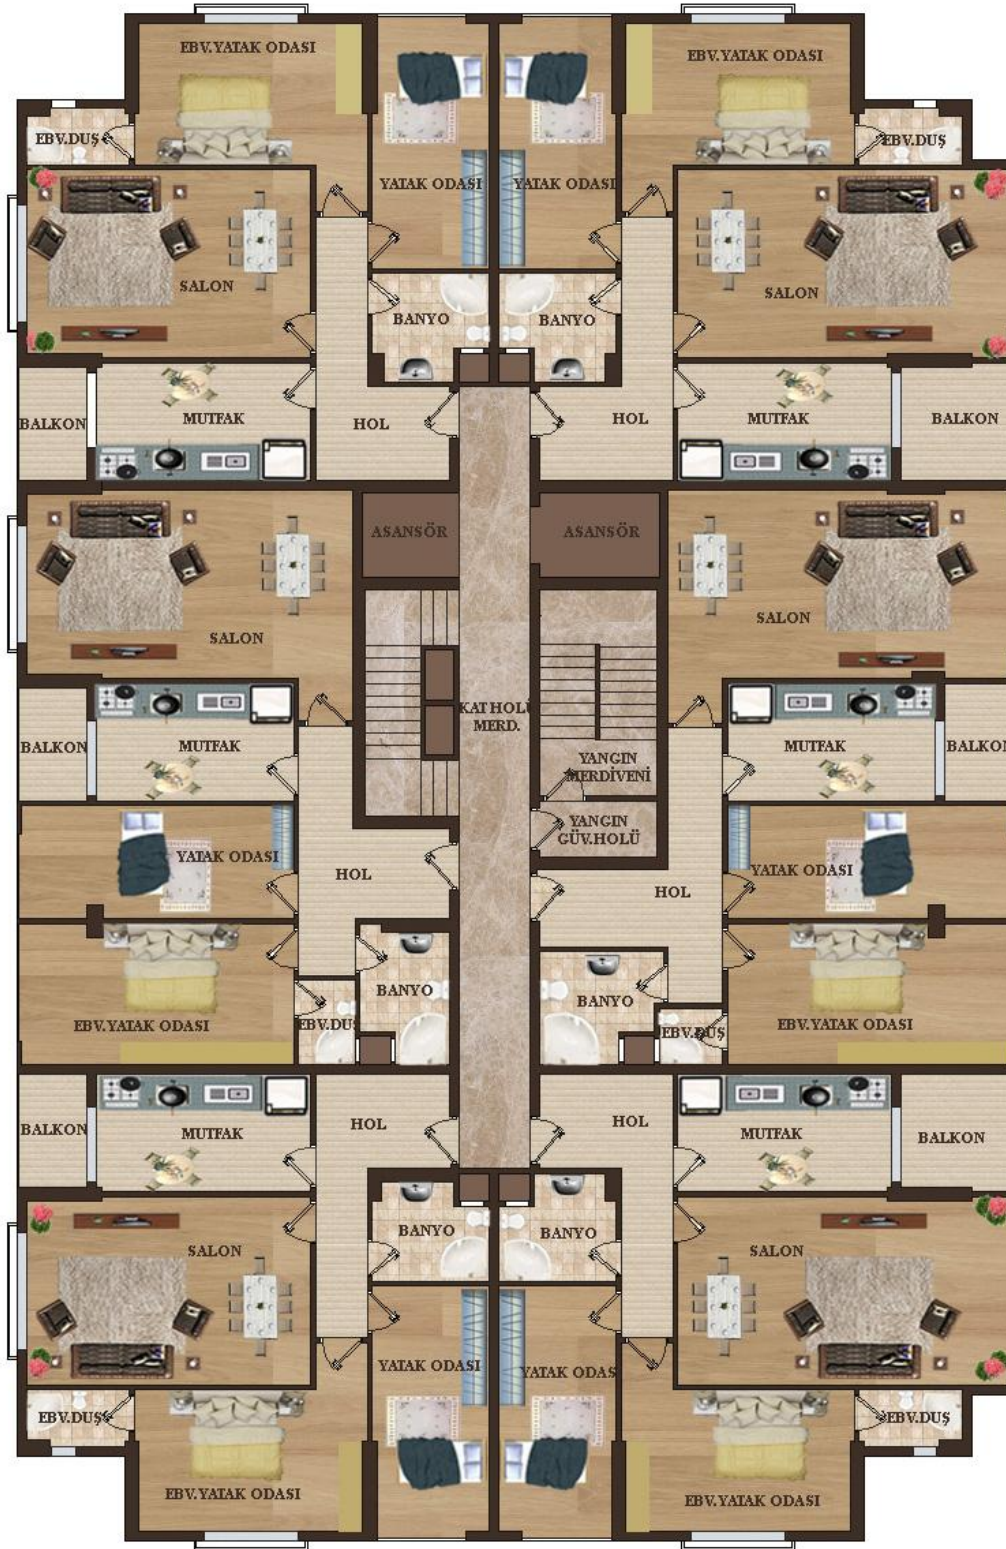 EBV.YATAK ODASI
EBV.YATAK ODASI
EBV.DUŞ
EBV.DUŞ
YATAK ODASI
YATAK ODASI
SALON
SALON
BANYO
BANYO
BALKON
MUTFAK
HOL
HOL
MUTFAK
BALKON
ASANSÖR
ASANSÖR
SALON
SALON
KAT HOLÜ
MERD.
BALKON
MUTFAK
MUTFAK
BALKON
YANGIN
MERDİVENİ
YANGIN
GÜV.HOLÜ
YATAK ODASI
YATAK ODASI
HOL
HOL
BANYO
BANYO
EBV.YATAK ODASI
EBV.DUŞ
EBV.DUŞ
EBV.YATAK ODASI
BALKON
MUTFAK
HOL
HOL
MUTFAK
BALKON
BANYO
BANYO
SALON
SALON
YATAK ODASI
YATAK ODAS
EBV.DUŞ
EBV.DUŞ
EBV.YATAK ODASI
EBV.YATAK ODASI